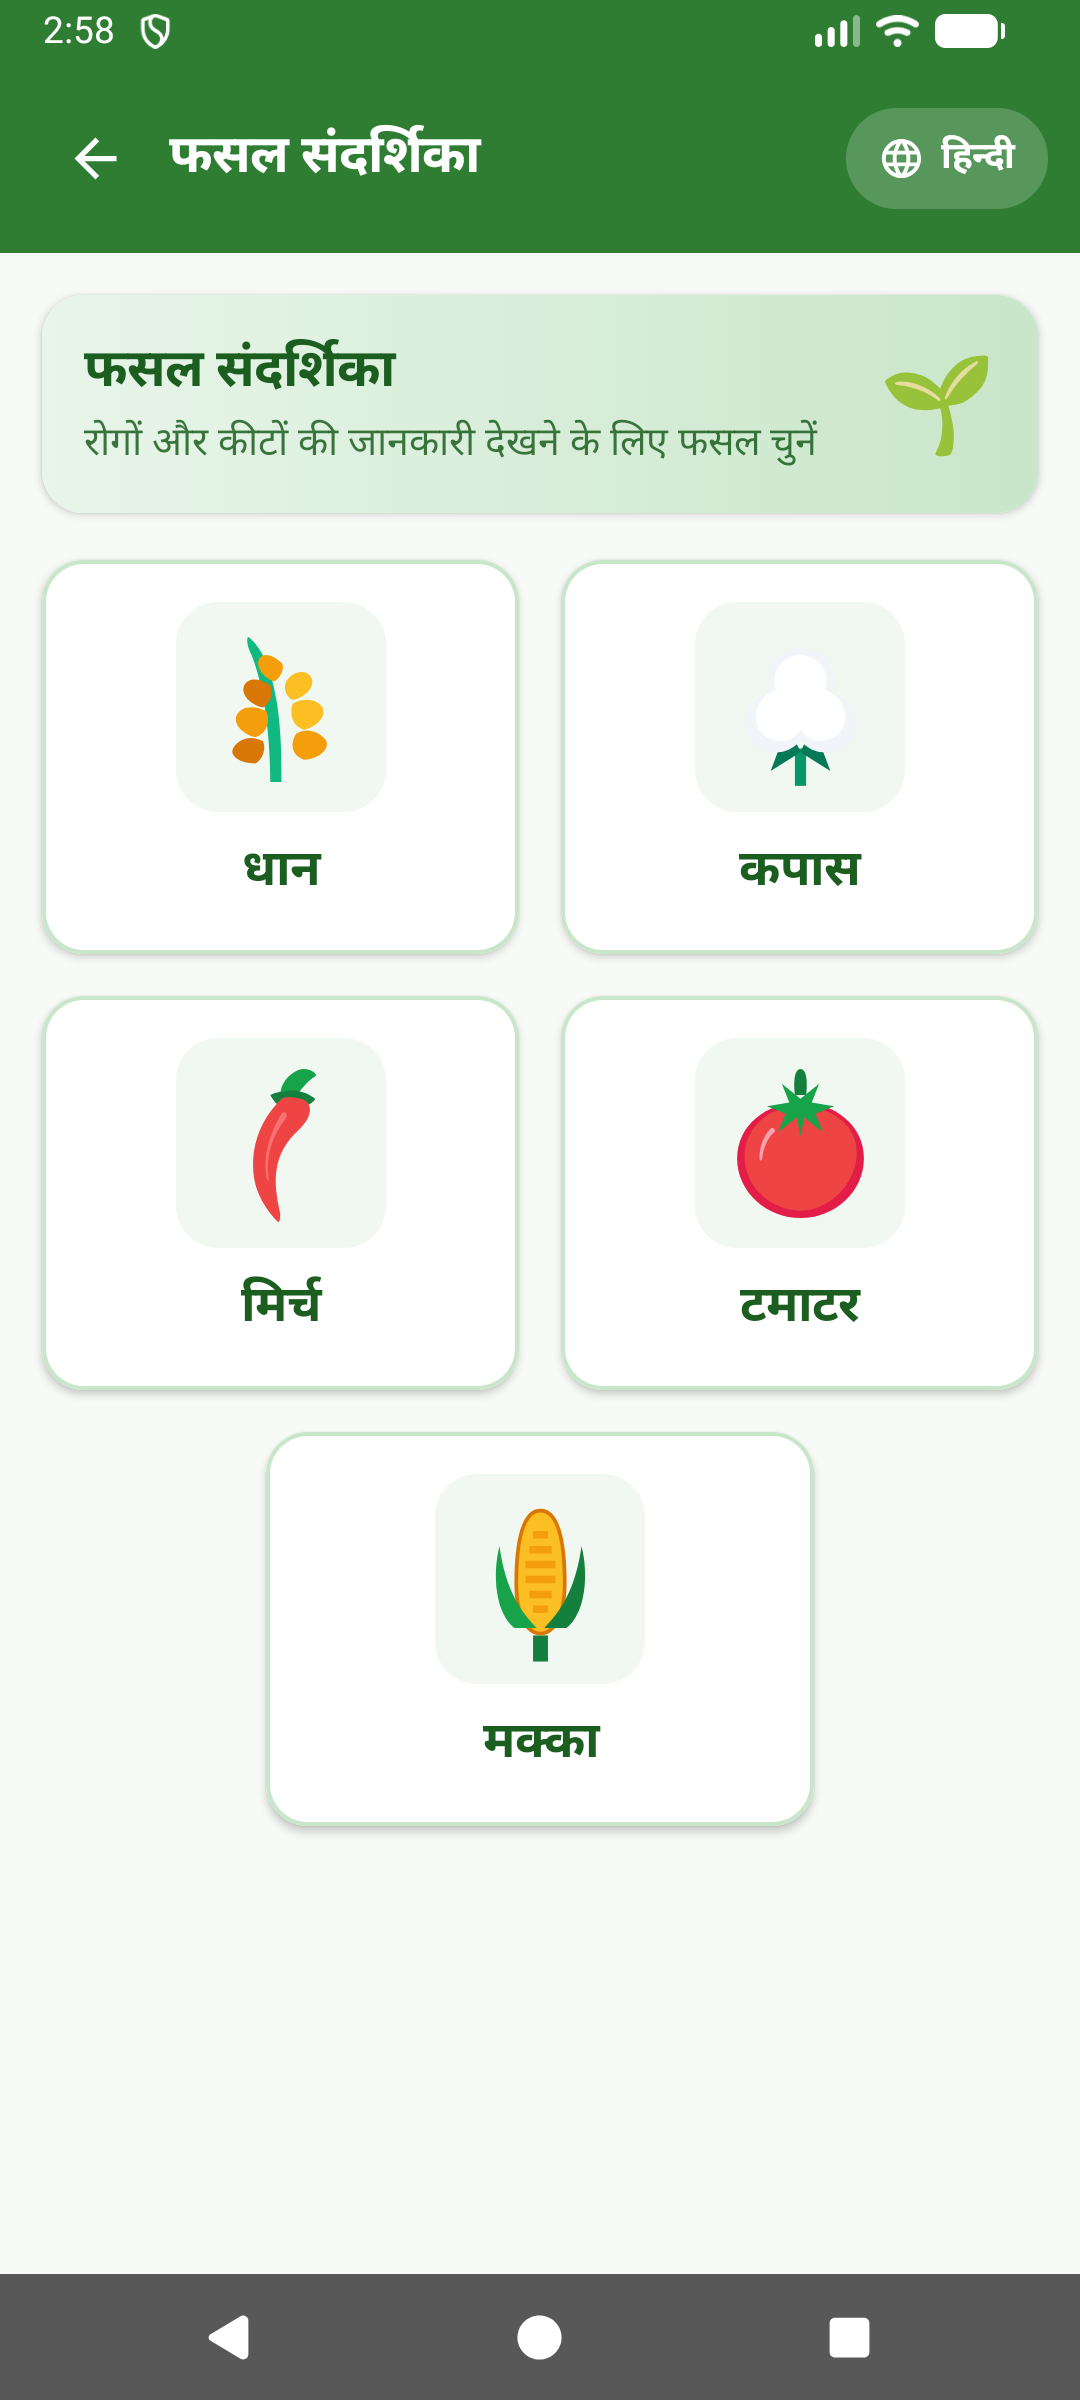 2:58
फसल संदर्शिका
हिन्दी
फसल संदर्शिका
रोगों और कीटों की जानकारी देखने के लिए फसल चुनें
धान
कपास
मिर्च
टमाटर
मक्का